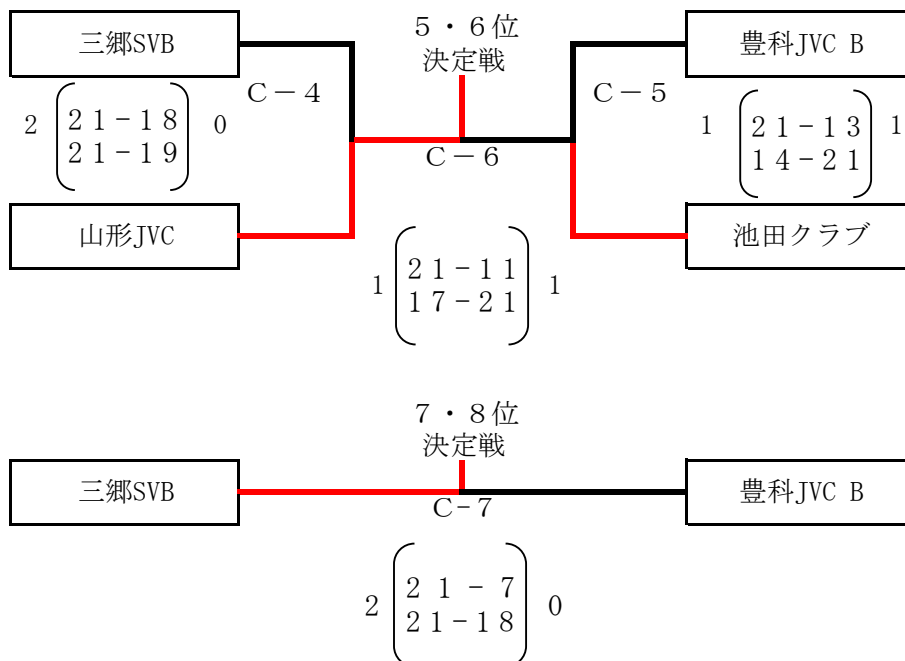 三郷SVB
5・6位
決定戦
豊科JVC B
C-4
C-5
2 21-18 0
21-19
1 21-13 1
14-21
C-6
山形JVC
池田クラブ
1 21-11 1
17-21
7・8位
決定戦
三郷SVB
豊科JVC B
C-7
2 21-7 0
21-18